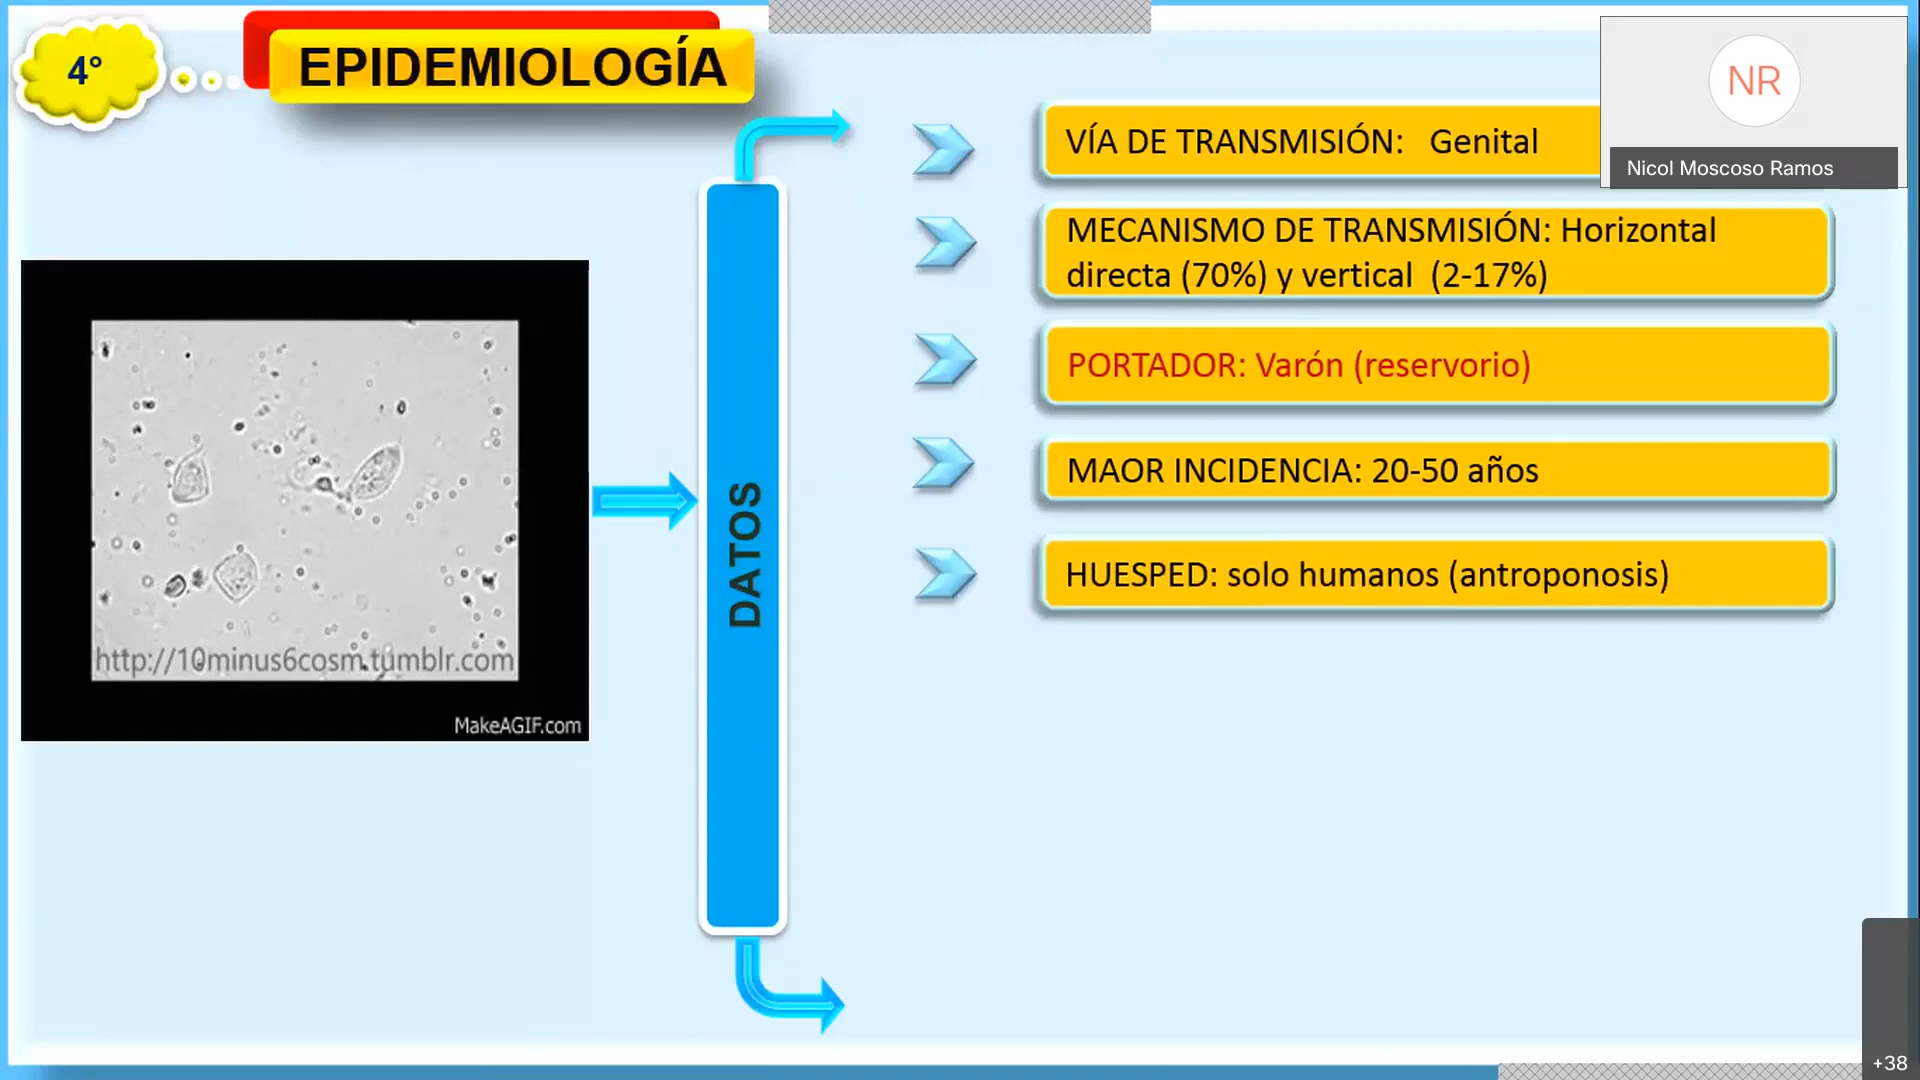 4°
EPIDEMIOLOGÍA
NR
Nicol Moscoso Ramos
VÍA DE TRANSMISIÓN: Genital
MECANISMO DE TRANSMISIÓN: Horizontal
directa (70%) y vertical (2-17%)
PORTADOR: Varón (reservorio)
MAOR INCIDENCIA: 20-50 años
HUESPED: solo humanos (antroponosis)
DATOS
http://10minus6cosm.tumblr.com
MakeAGIF.com
+38